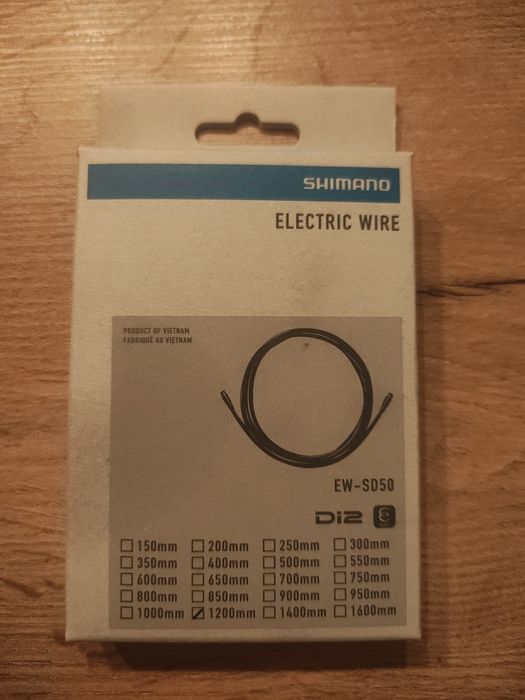 SHIMANO
ELECTRIC WIRE
PRODUCT OF VIETNAM
FABRIQUÉ AU VIETNAM
EW-SD50
Di2 E
150mm 200mm 250mm 300mm
350mm 400mm 500mm 550mm
600mm 650mm 700mm 750mm
800mm 850mm 900mm 950mm
1000mm 1200mm 1400mm 1600mm